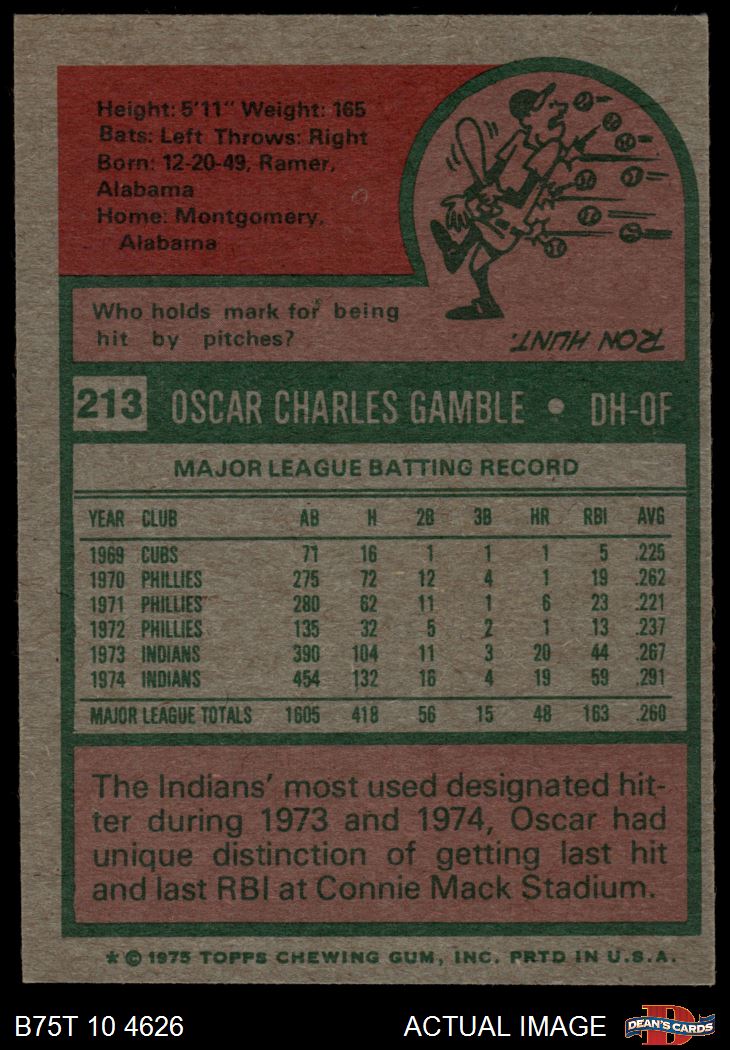 Height: 5'11" Weight: 165
Bats: Left Throws: Right
Born: 12-20-49, Ramer,
Alabama
Home: Montgomery,
Alabama
Who holds mark for being
hit by pitches?
RON HUNT.
213 OSCAR CHARLES GAMBLE • DH-OF
MAJOR LEAGUE BATTING RECORD
YEAR CLUB AB H 2B 3B HR RBI AVG
1969 CUBS 71 16 1 1 1 5 .225
1970 PHILLIES 275 72 12 4 1 19 .262
1971 PHILLIES 280 62 11 1 6 23 .221
1972 PHILLIES 135 32 5 2 1 13 .237
1973 INDIANS 390 104 11 3 20 44 .267
1974 INDIANS 454 132 16 4 19 59 .291
MAJOR LEAGUE TOTALS 1605 418 56 15 48 163 .260
The Indians' most used designated hit-
ter during 1973 and 1974, Oscar had
unique distinction of getting last hit
and last RBI at Connie Mack Stadium.
* © 1975 TOPPS CHEWING GUM, INC. PRTD IN U.S.A.
B75T 10 4626 ACTUAL IMAGE D DEAN'S CARDS